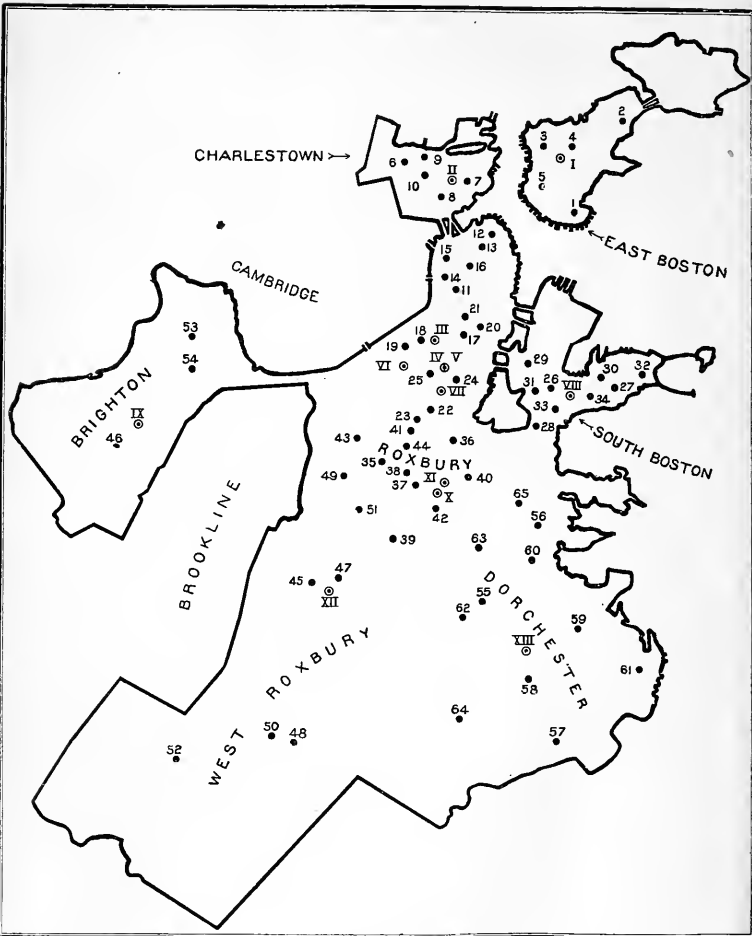 2
3 4
CHARLESTOWN
6 9
I
II
10 7
5
8
1
12
13
EAST BOSTON
15
16
14
CAMBRIDGE
11
21
53
20
18 III
17
19
IV V
29
54
VI
30 32
25 24
31 26 VIII 27
VII
34
BRIGHTON
22
33
IX
23
28
41
SOUTH BOSTON
46
43 44 36
ROXBURY
35
38
XI
49 40
37
X
65
51 42
56
BROOKLINE
39
63
60
47
45
DORCHESTER
55
XII
62
59
XIII
WEST ROXBURY
61
58
64
50
48
57
52